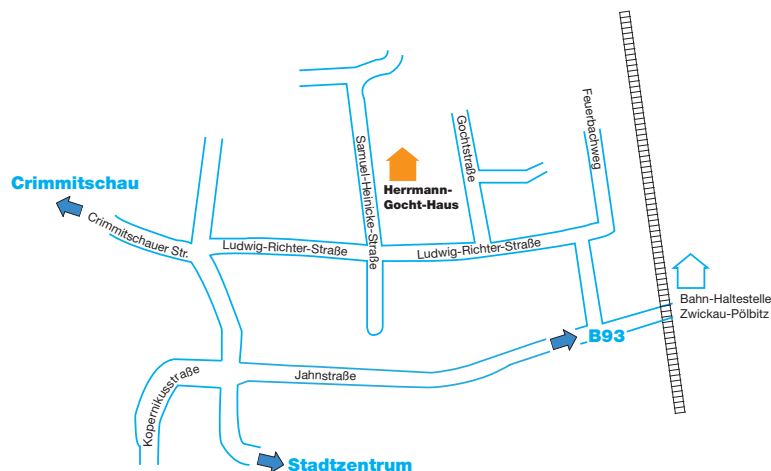 Feuerbachweg
Gochtstraße
Samuel-Heinicke-Straße
Crimmitschau
Herrmann-
Gocht-Haus
Crimmitschauer Str.
Ludwig-Richter-Straße
Ludwig-Richter-Straße
Bahn-Haltestelle
Zwickau-Pölbitz
B93
Kopernikusstraße
Jahnstraße
Stadtzentrum